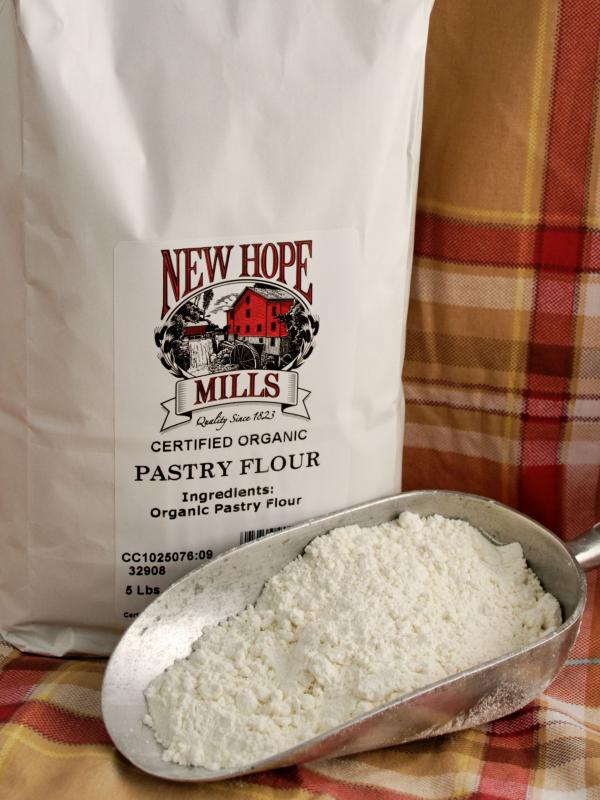 NEW HOPE
MILLS
Quality Since 1823
CERTIFIED ORGANIC
PASTRY FLOUR
Ingredients:
Organic Pastry Flour
CC1025076:09
32908
5 Lbs